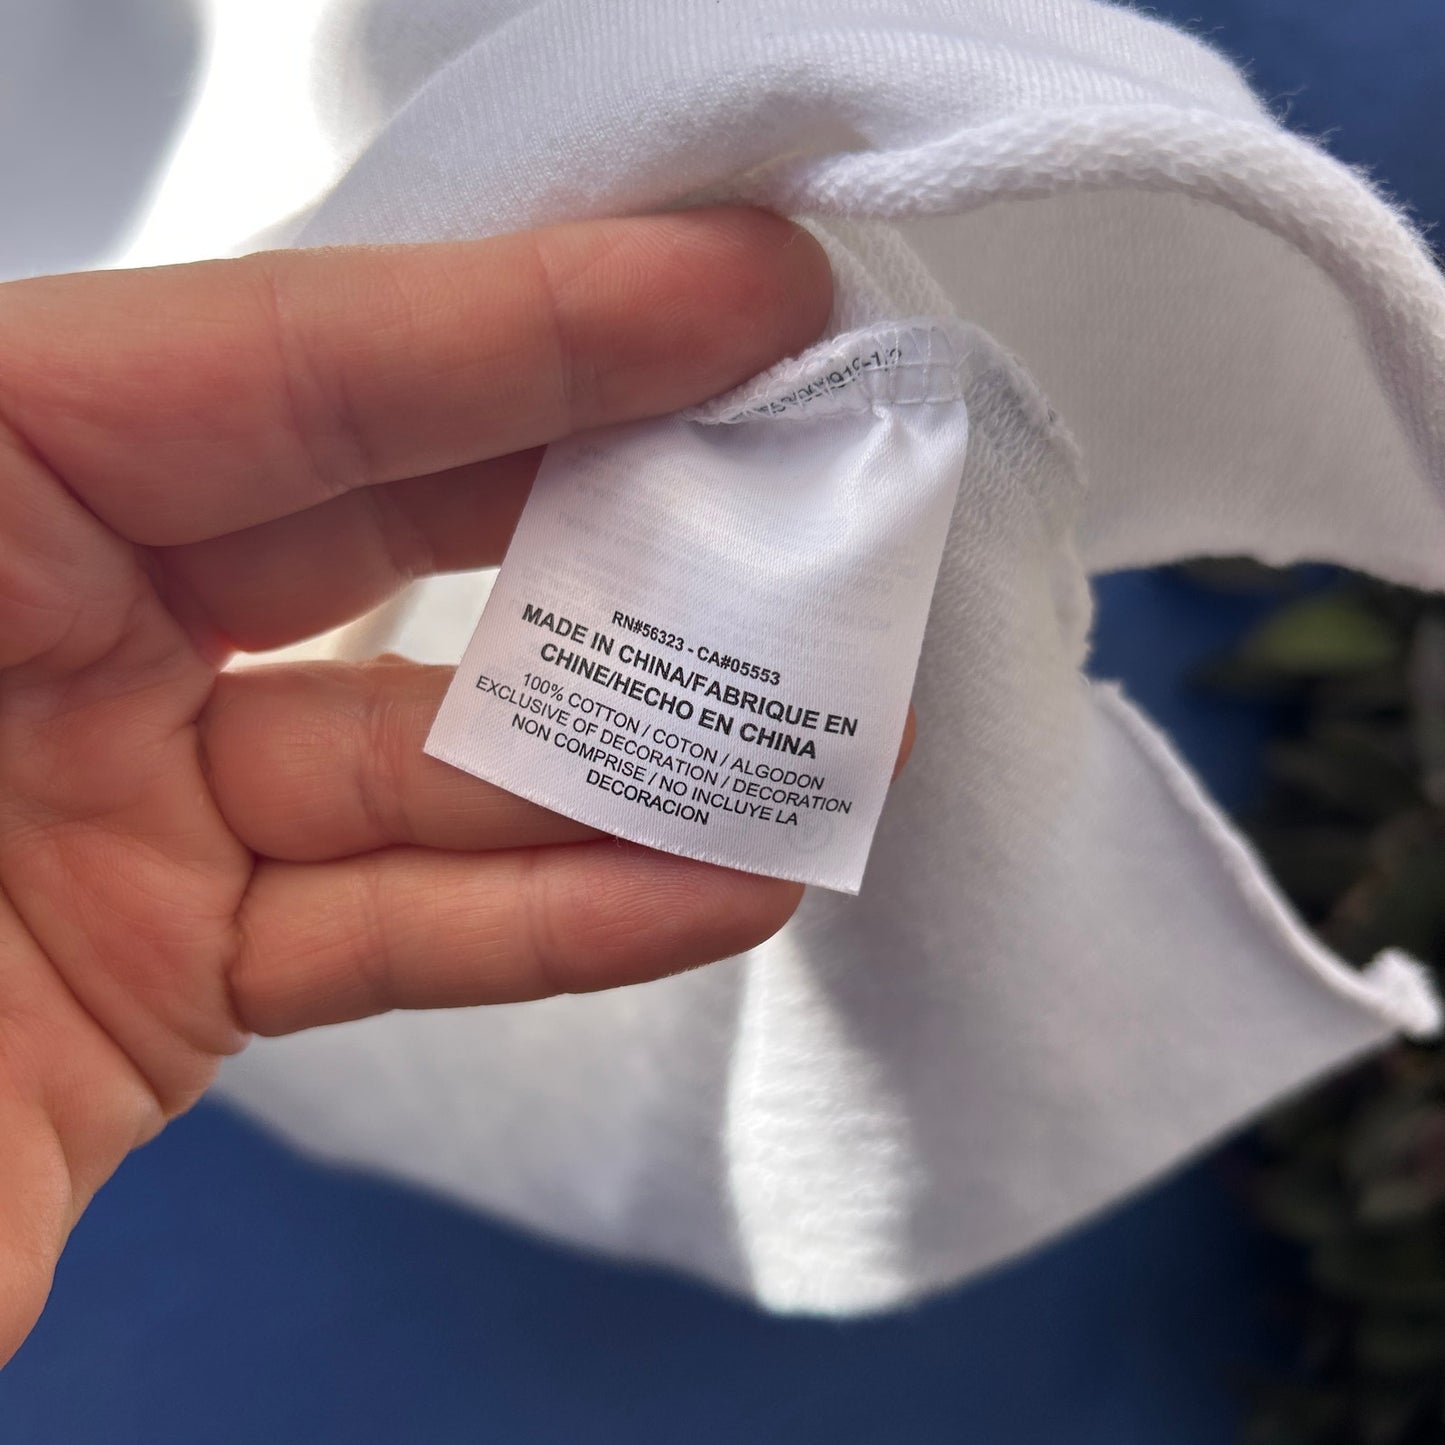 RN#56323 - CA#05553
MADE IN CHINA/FABRIQUE EN
CHINE/HECHO EN CHINA
100% COTTON / COTON / ALGODON
EXCLUSIVE OF DECORATION / DECORATION
NON COMPRISE / NO INCLUYE LA
DECORACION